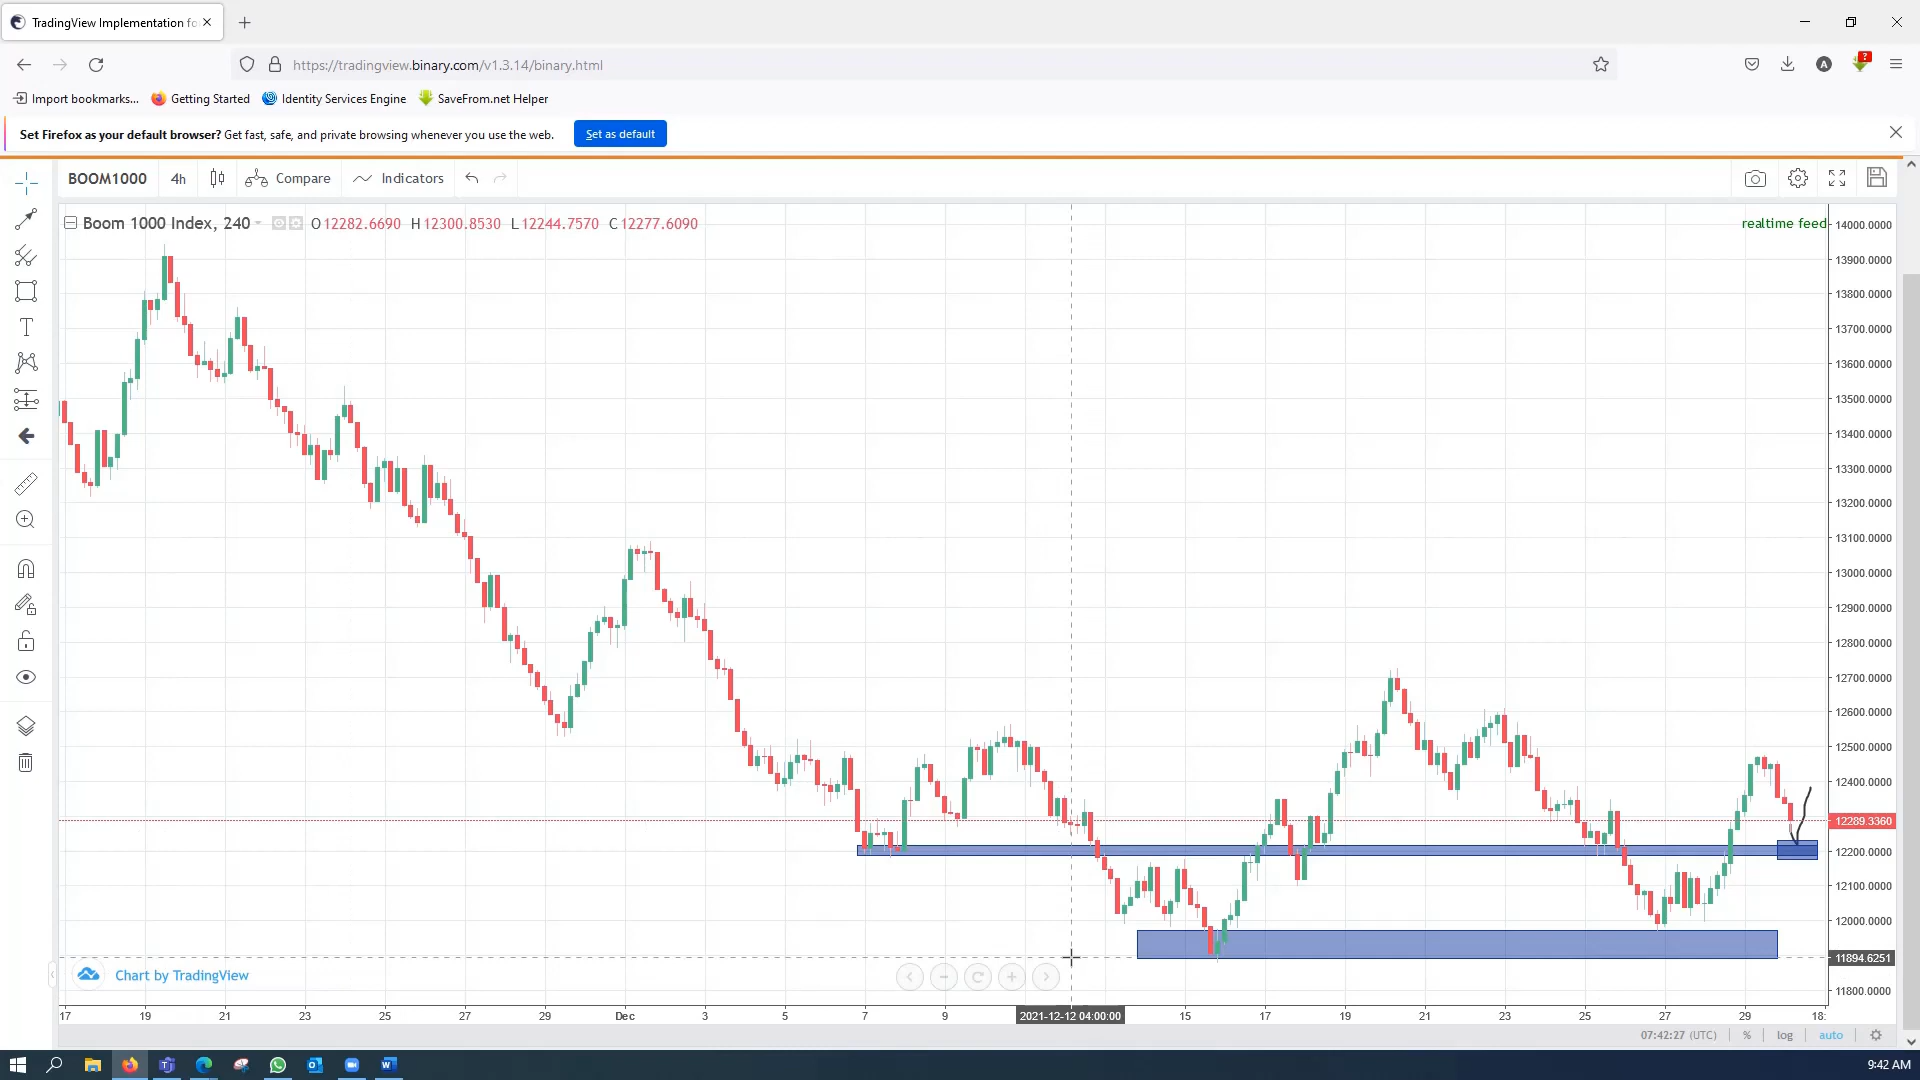 TradingView Implementation fo
https://tradingview.binary.com/v1.3.14/binary.html
Import bookmarks... Getting Started Identity Services Engine SaveFrom.net Helper
Set Firefox as your default browser? Get fast, safe, and private browsing whenever you use the web. Set as default
BOOM1000 4h Compare Indicators
Boom 1000 Index, 240 O12282.6690 H12300.8530 L12244.7570 C12277.6090
realtime feed
14000.0000
13900.0000
13800.0000
13700.0000
13600.0000
13500.0000
13400.0000
13300.0000
13200.0000
13100.0000
13000.0000
12900.0000
12800.0000
12700.0000
12600.0000
12500.0000
12400.0000
12289.3360
12200.0000
12100.0000
12000.0000
11894.6251
11800.0000
Chart by TradingView
17 19 21 23 25 27 29 Dec 3 5 7 9 2021-12-12 04:00:00 15 17 19 21 23 25 27 29 18:
07:42:27 (UTC) % log auto
9:42 AM